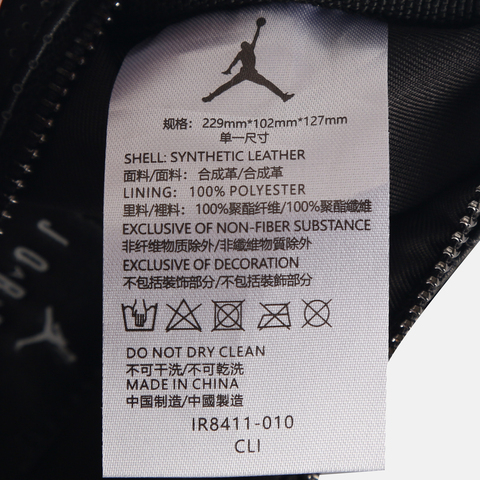 规格：229mm*102mm*127mm
单一尺寸
SHELL: SYNTHETIC LEATHER
面料/面料：合成革/合成革
LINING：100% POLYESTER
里料/裡料：100%聚酯纤维/100%聚酯纖維
EXCLUSIVE OF NON-FIBER SUBSTANCE
非纤维物质除外/非纖維物質除外
EXCLUSIVE OF DECORATION
不包括装饰部分/不包括裝飾部分
DO NOT DRY CLEAN
不可干洗/不可乾洗
MADE IN CHINA
中国制造/中國製造
IR8411-010
CLI